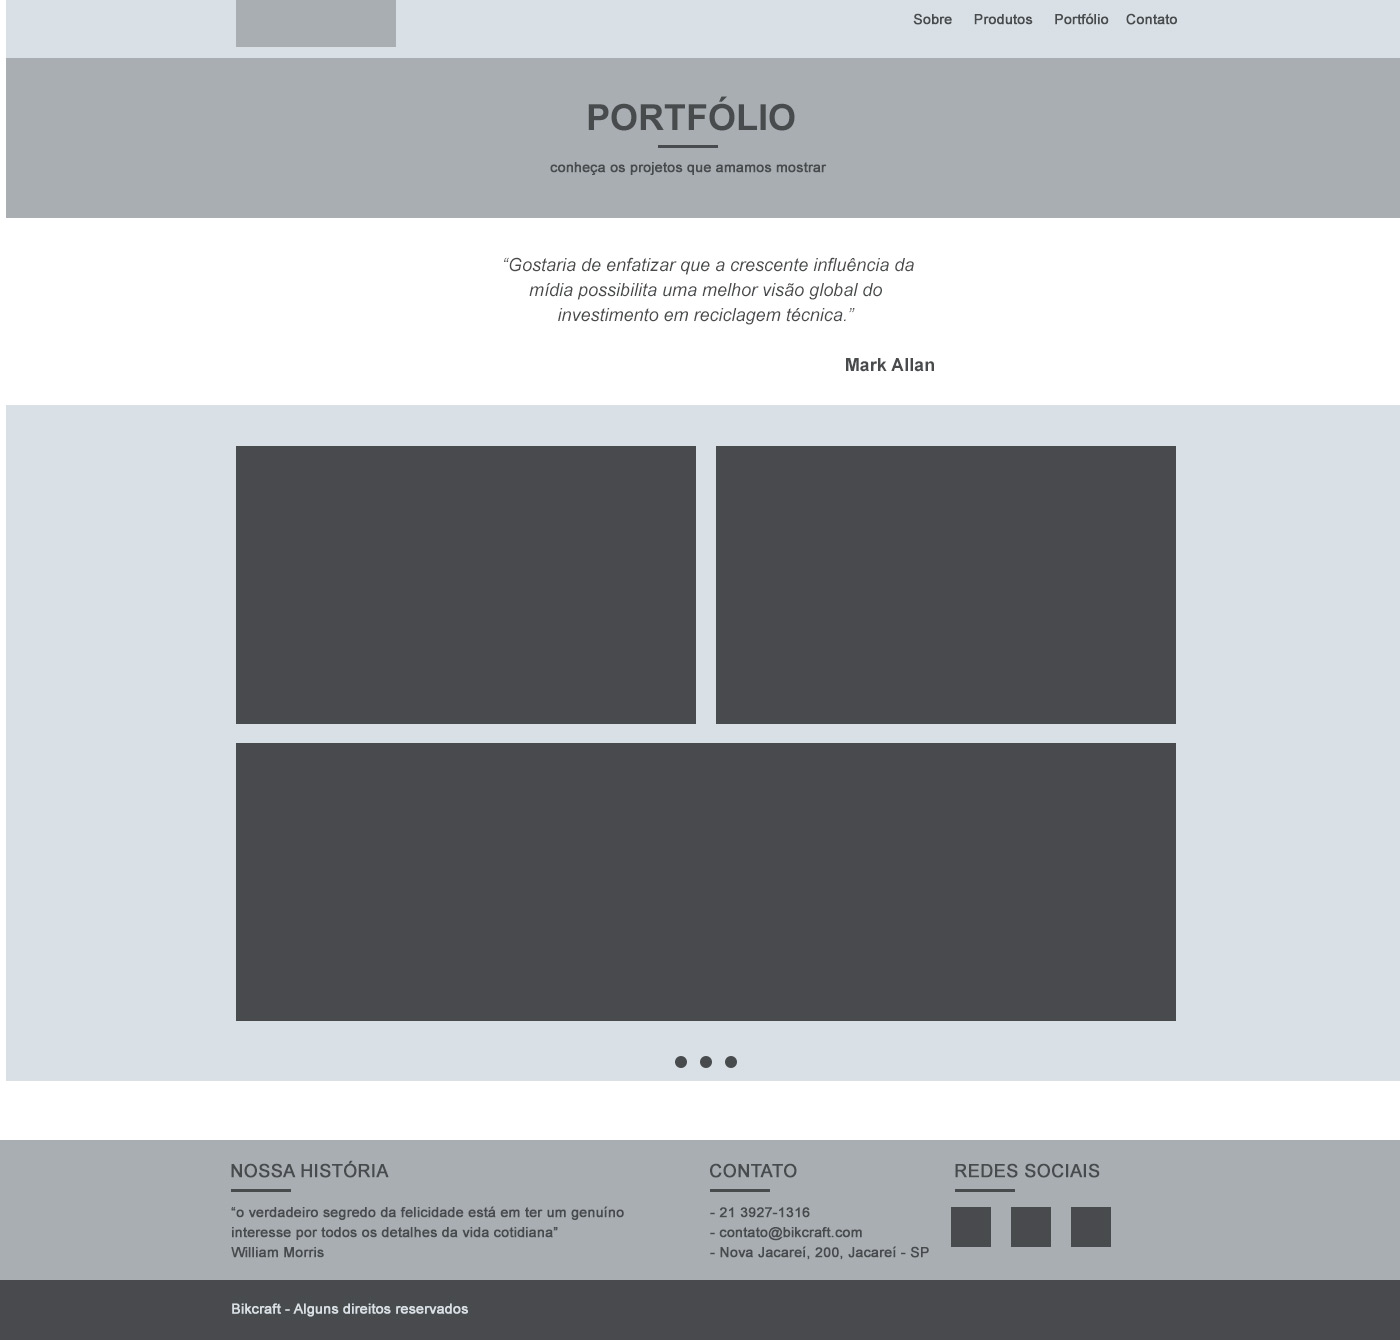 Sobre Produtos Portfólio Contato
PORTFÓLIO
conheça os projetos que amamos mostrar
“Gostaria de enfatizar que a crescente influência da
mídia possibilita uma melhor visão global do
investimento em reciclagem técnica.”
Mark Allan
NOSSA HISTÓRIA
“o verdadeiro segredo da felicidade está em ter um genuíno
interesse por todos os detalhes da vida cotidiana”
William Morris
CONTATO
- 21 3927-1316
- contato@bikcraft.com
- Nova Jacareí, 200, Jacareí - SP
REDES SOCIAIS
Bikcraft - Alguns direitos reservados